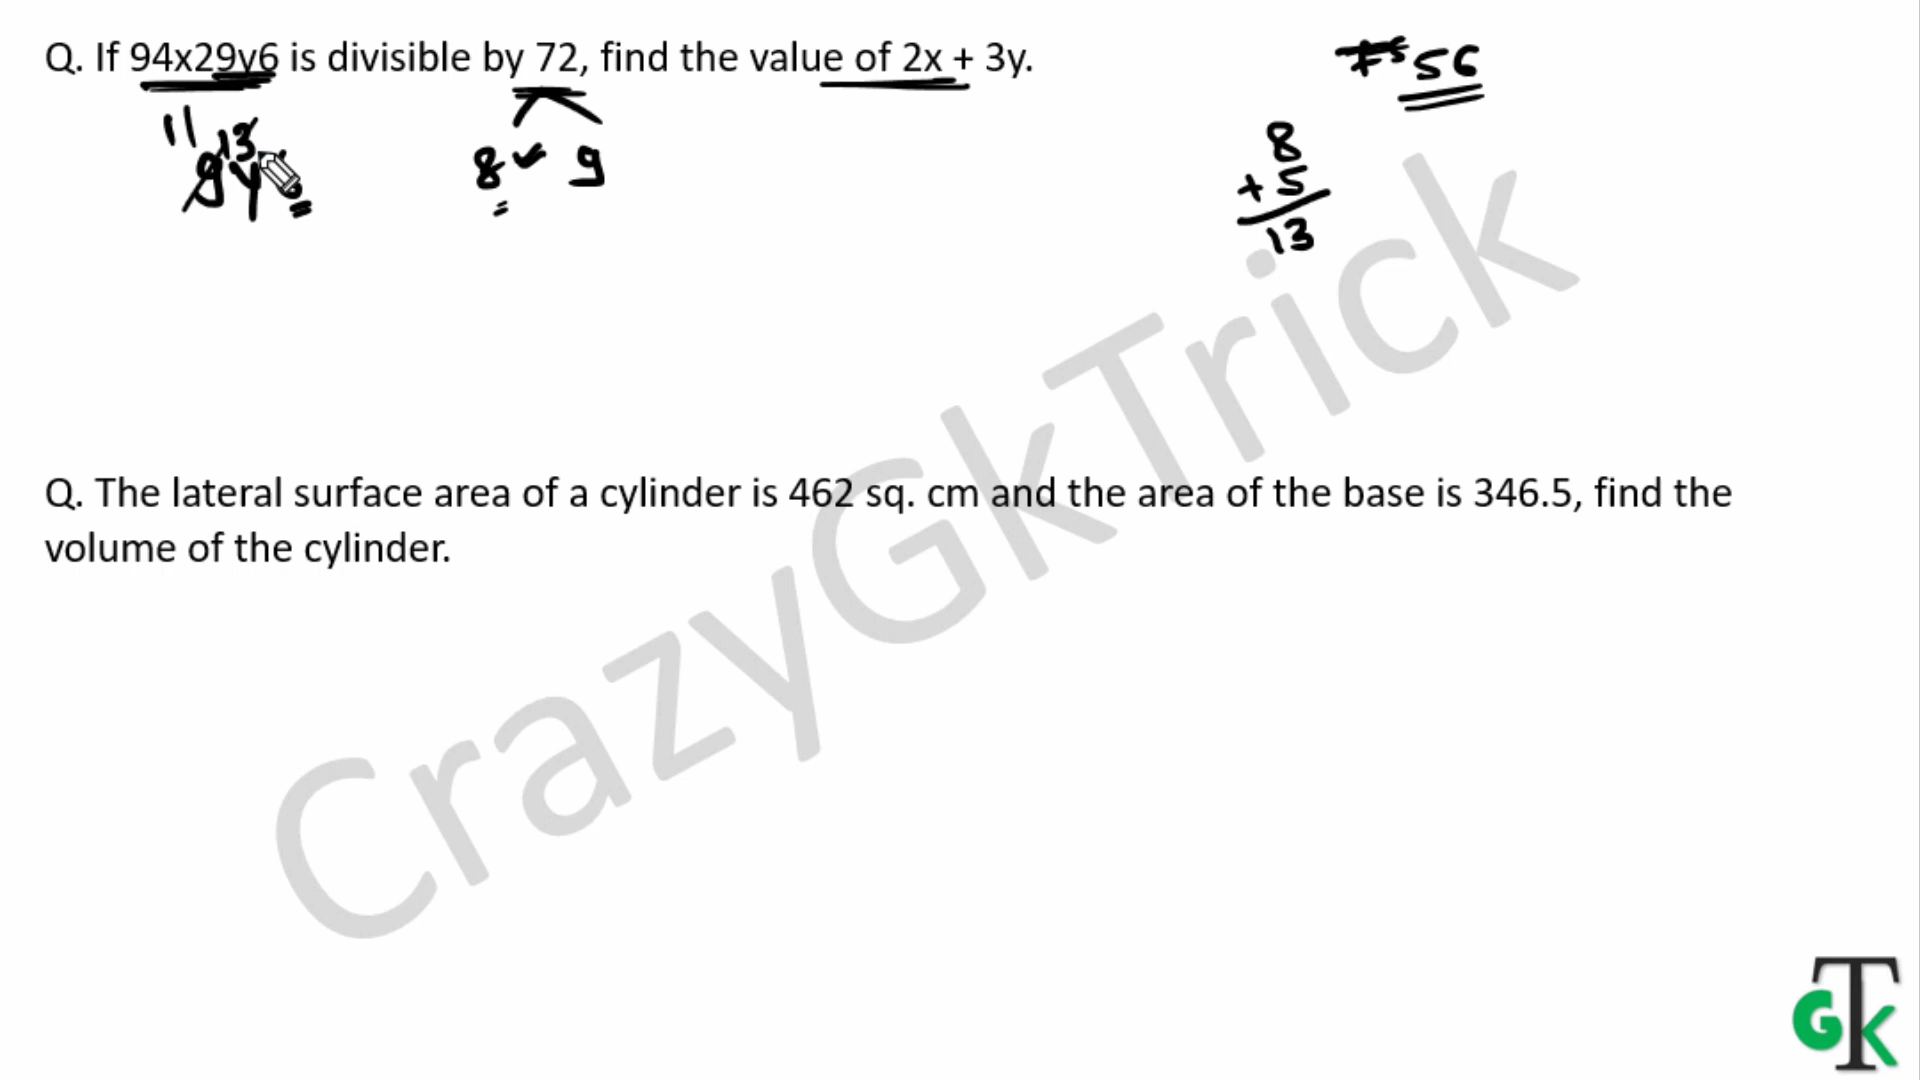 Q. If 94x29y6 is divisible by 72, find the value of 2x + 3y.
56
11
13
8
8
9
+ 5
13
Q. The lateral surface area of a cylinder is 462 sq. cm and the area of the base is 346.5, find the
volume of the cylinder.
CrazyGkTrick
GTK